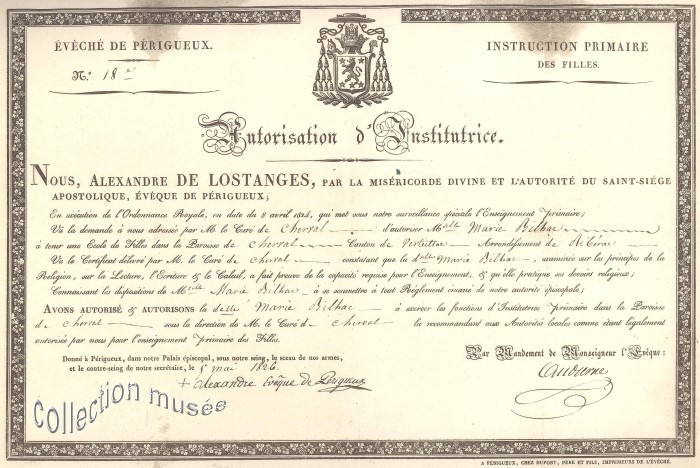 ÉVÊCHÉ DE PÉRIGUEUX.
N.º 18
INSTRUCTION PRIMAIRE
DES FILLES.
Autorisation d'Institutrice.
NOUS, ALEXANDRE DE LOSTANGES, PAR LA MISÉRICORDE DIVINE ET L'AUTORITÉ DU SAINT-SIÉGE
APOSTOLIQUE, ÉVÊQUE DE PÉRIGUEUX;
En exécution de l'Ordonnance Royale, en date du 8 avril 1824, qui met sous notre surveillance spéciale l'Enseignement primaire;
Vu la demande à nous adressée par M. le Curé de Cherval d'autoriser Mdlle Marie Bilhac
à tenir une Ecole de Filles dans la Paroisse de Cherval Canton de Verteillac Arrondissement de Ribérac
Vu le Certificat délivré par M. le Curé de Cherval constatant que la dlle Marie Bilhac, examinée sur les principes de la
Religion, sur la Lecture, l'Ecriture & le Calcul, a fait preuve de la capacité requise pour l'Enseignement, & qu'elle pratique ses devoirs religieux;
Connaissant les dispositions de Mdlle Marie Bilhac à se soumettre à tout Règlement émané de notre autorité épiscopale;
AVONS AUTORISÉ & AUTORISONS la dlle Marie Bilhac à exercer les fonctions d'Institutrice primaire dans la Paroisse
de Cherval sous la direction de M. le Curé de Cherval la recommandant aux Autorités locales comme étant légalement
autorisée par nous pour l'enseignement primaire des Filles.
Donné à Périgueux, dans notre Palais épiscopal, sous notre seing, le sceau de nos armes,
et le contre-seing de notre secrétaire, le 5 mai 1826.
+ alexandre Evêque de Périgueux
Par Mandement de Monseigneur l'Evêque:
Audierne
Collection musée
A PÉRIGUEUX, CHEZ DUPONT, PÈRE ET FILS, IMPRIMEURS DE L'ÉVÊCHÉ.